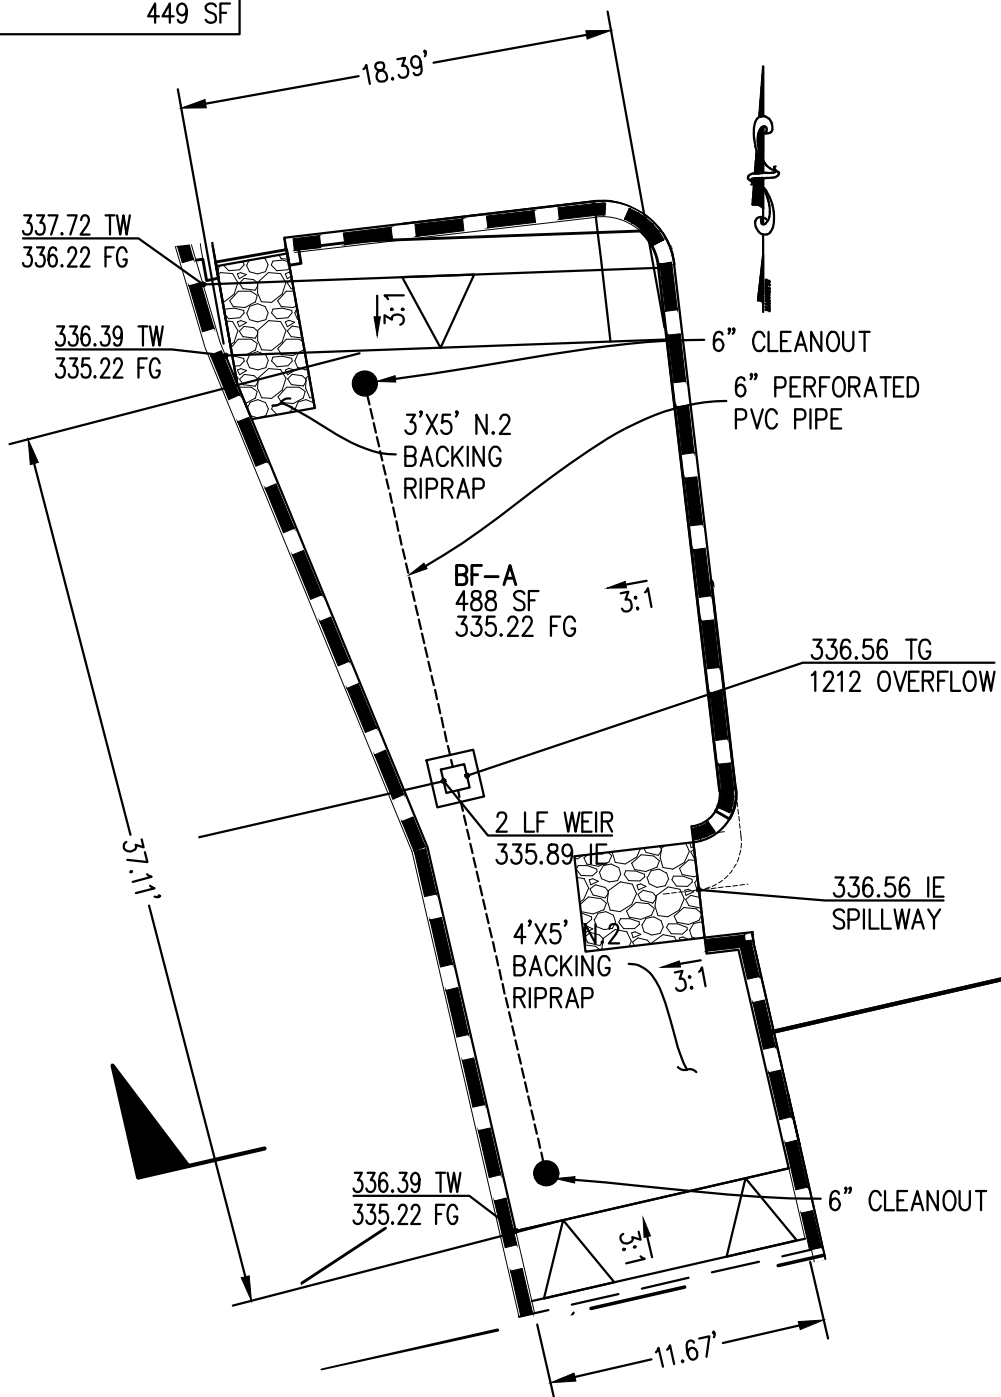 449 SF
18.39'
337.72 TW
336.22 FG
3:1
336.39 TW
335.22 FG
6" CLEANOUT
6" PERFORATED
PVC PIPE
3'X5' N.2
BACKING
RIPRAP
BF-A
488 SF
335.22 FG
3:1
336.56 TG
1212 OVERFLOW
2 LF WEIR
335.89 IE
37.11'
336.56 IE
SPILLWAY
4'X5' N.2
BACKING
RIPRAP
3:1
336.39 TW
335.22 FG
6" CLEANOUT
3:1
11.67'